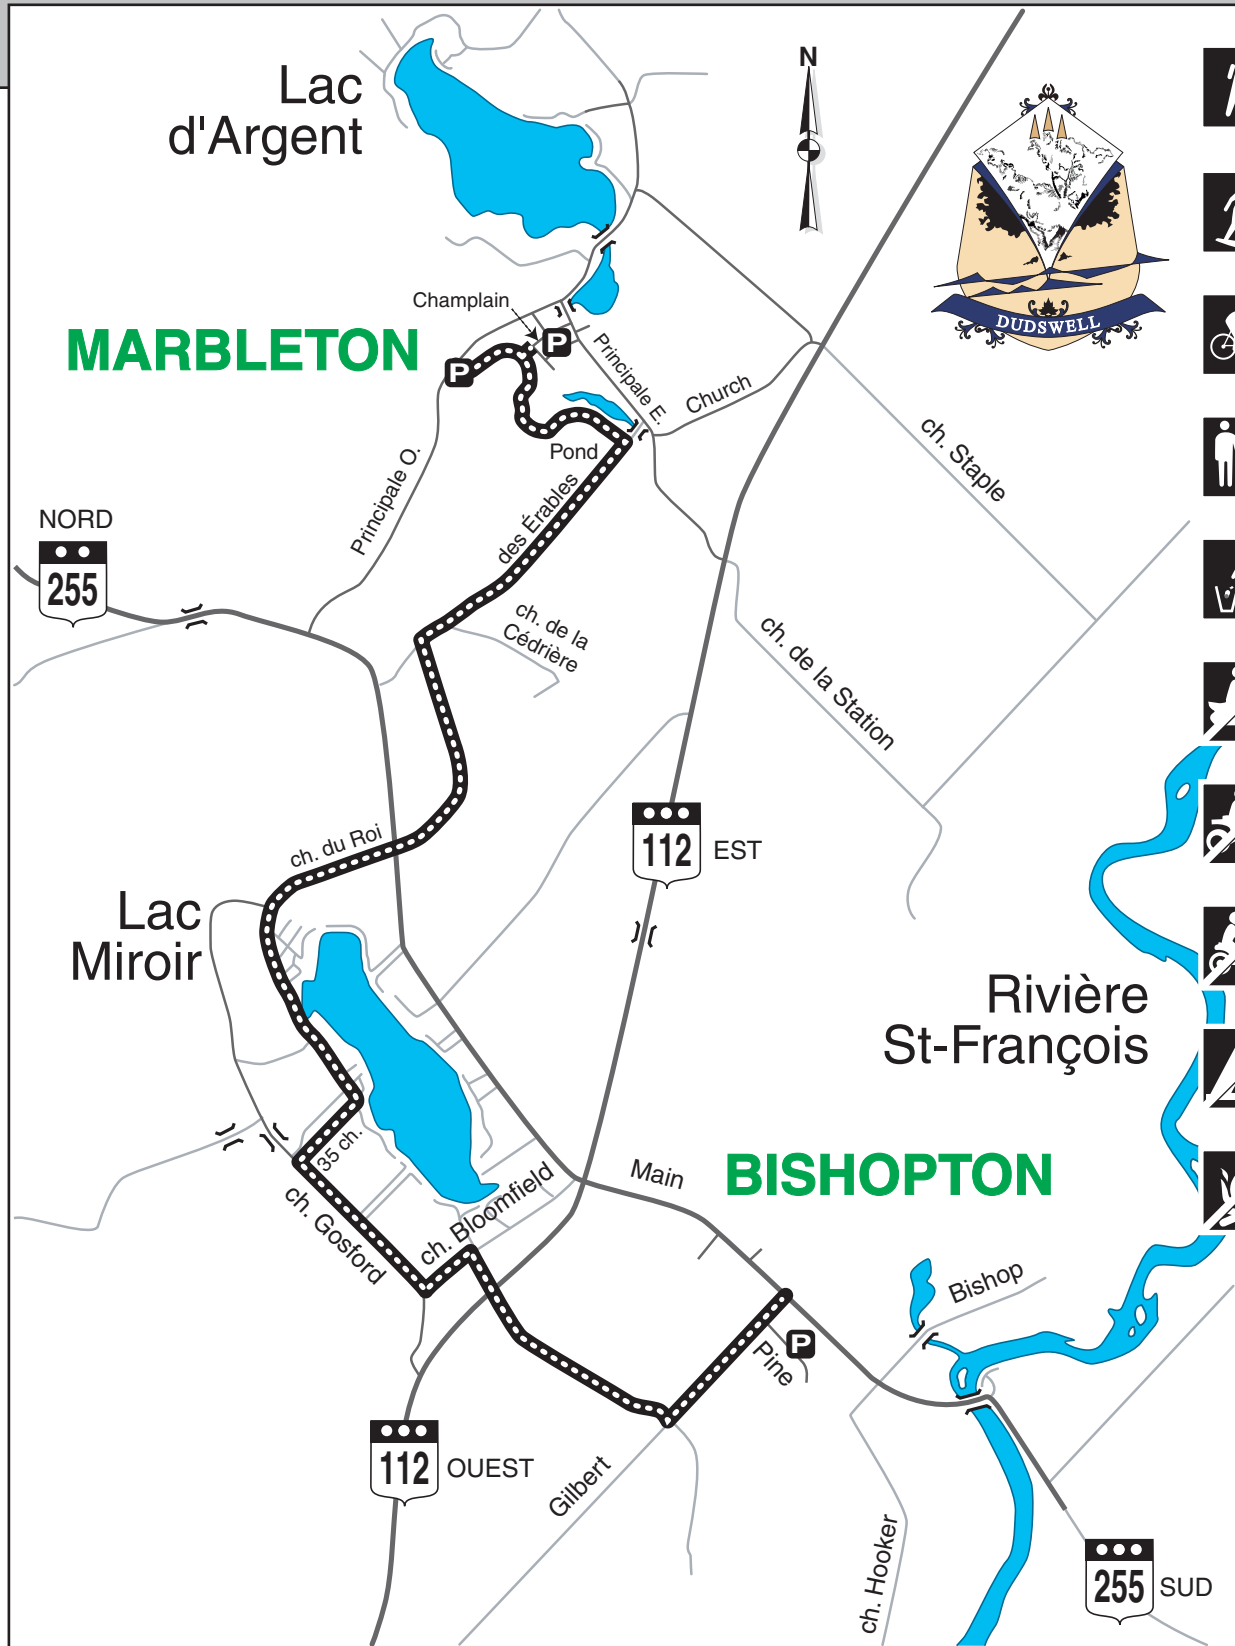 Lac
d'Argent
N
DUDSWELL
Champlain
MARBLETON
P
P
Principale E.
Church
Pond
ch. Staple
Principale O.
des Érables
NORD
255
ch. de la
Cédrière
ch. de la Station
ch. du Roi
112
EST
Lac
Miroir
Rivière
St-François
35 ch.
ch. Gosford
ch. Bloomfield
Main
BISHOPTON
Bishop
P
Pine
112
OUEST
Gilbert
ch. Hooker
255
SUD